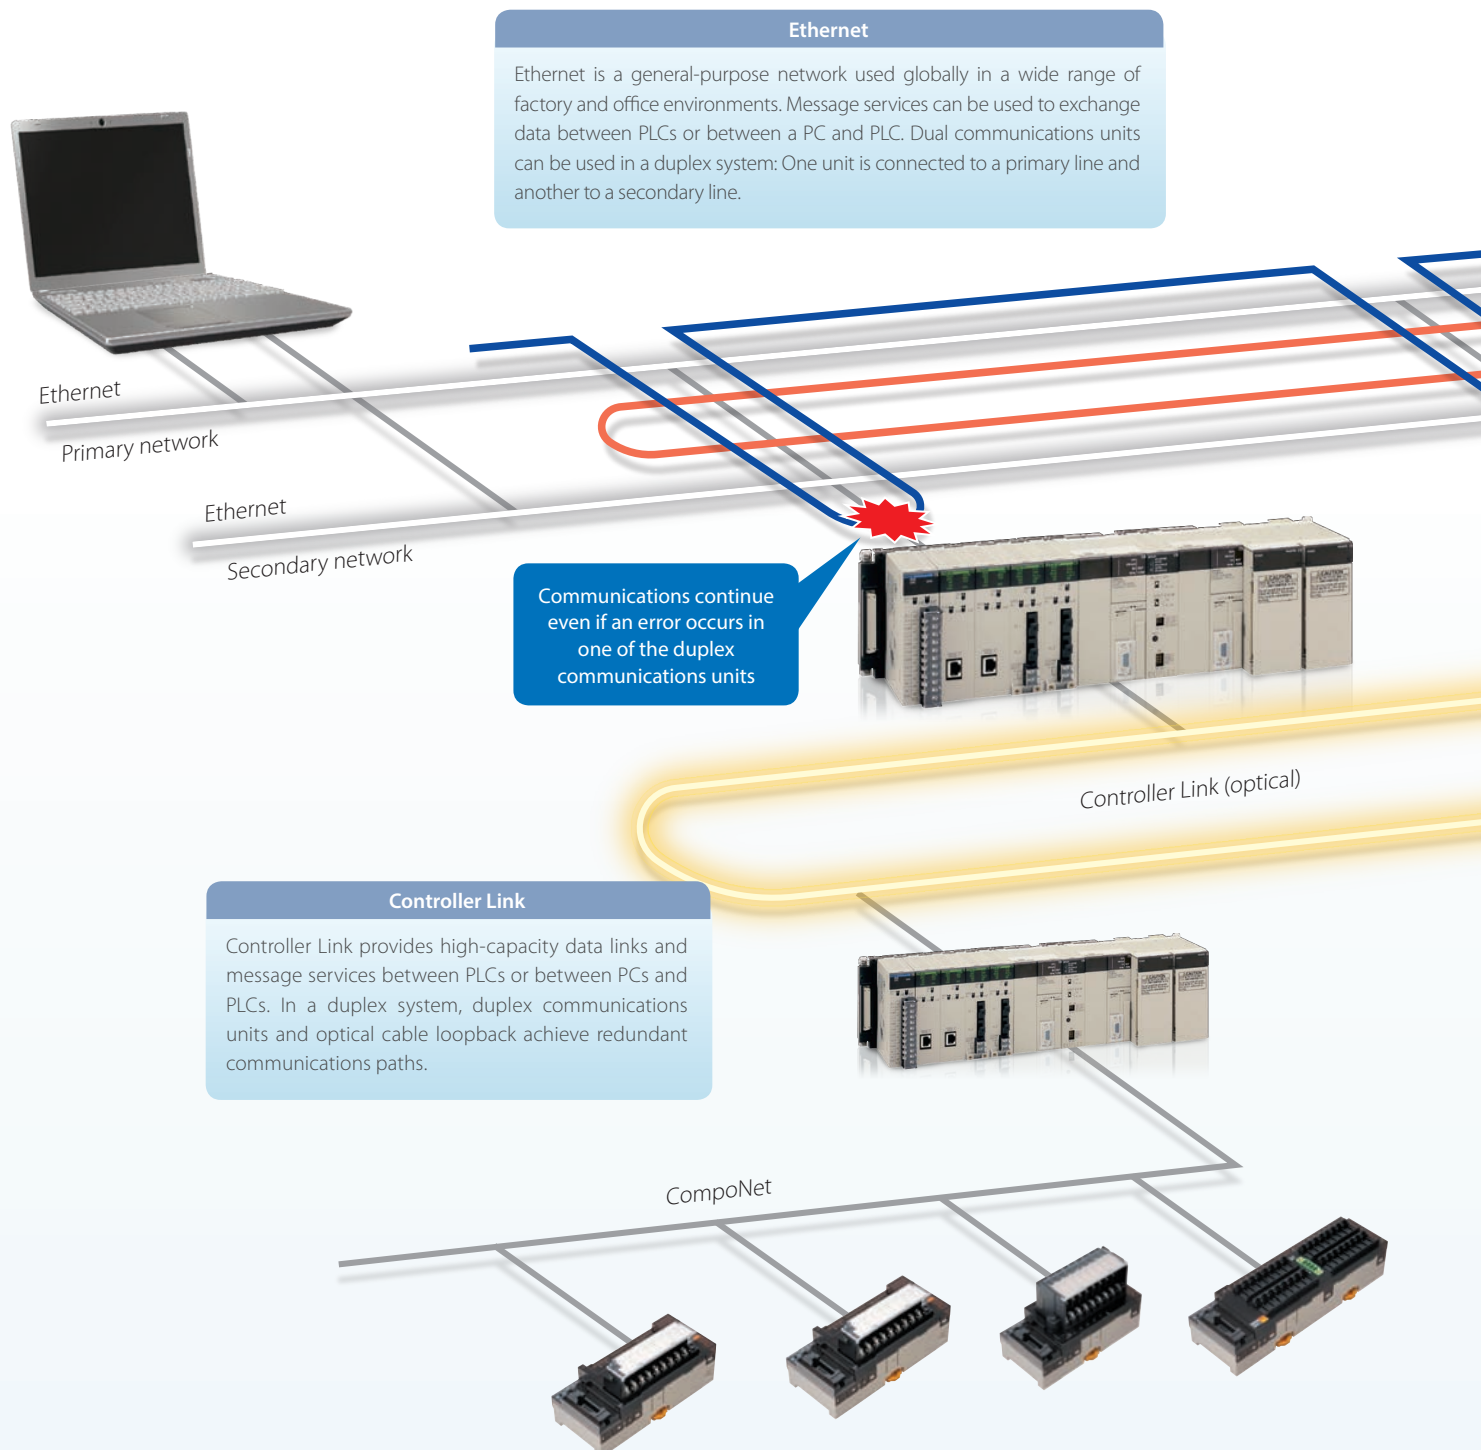 Ethernet
Ethernet is a general-purpose network used globally in a wide range of
factory and office environments. Message services can be used to exchange
data between PLCs or between a PC and PLC. Dual communications units
can be used in a duplex system: One unit is connected to a primary line and
another to a secondary line.
Ethernet
Primary network
Ethernet
Secondary network
Communications continue
even if an error occurs in
one of the duplex
communications units
Controller Link (optical)
Controller Link
Controller Link provides high-capacity data links and
message services between PLCs or between PCs and
PLCs. In a duplex system, duplex communications
units and optical cable loopback achieve redundant
communications paths.
CompoNet